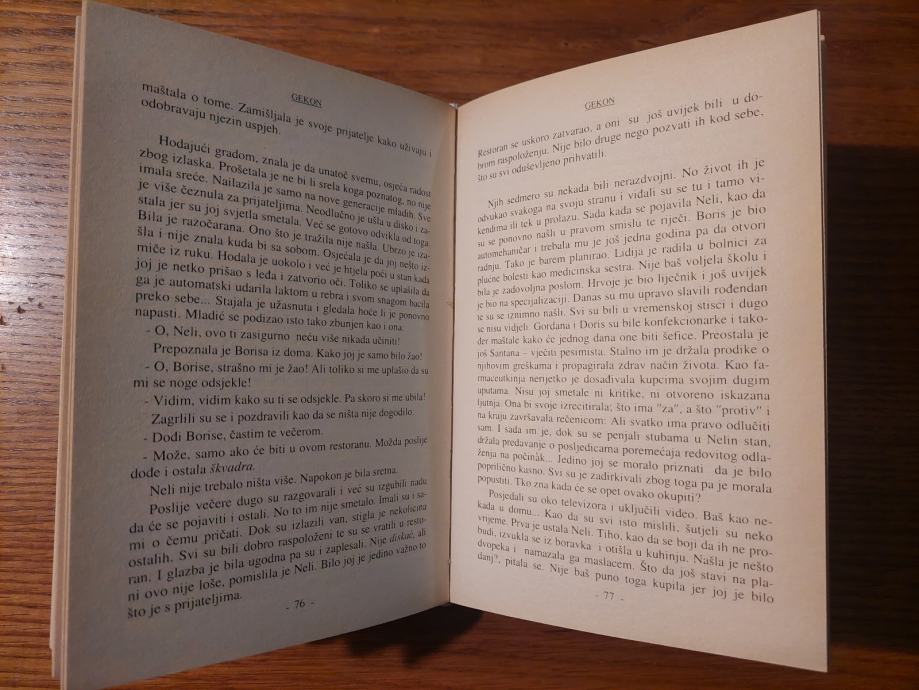 GEKON
maštala o tome. Zamišljala je svoje prijatelje kako uživaju i
odobravaju njezin uspjeh.
Hodajući gradom, znala je da unatoč svemu, osjeća radost
zbog izlaska. Prošetala je ne bi li srela koga poznatog, no nije
imala sreće. Nailazila je samo na nove generacije mladih. Sve
je više čeznula za prijateljima. Neodlučno je ušla u disko i za-
stala jer su joj svjetla smetala. Već se gotovo odvikla od toga.
Bila je razočarana. Ono što je tražila nije našla. Ubrzo je iza-
šla i nije znala kuda bi sa sobom. Osjećala je da joj nešto iz-
miče iz ruku. Hodala je uokolo i već je htjela poći u stan kada
joj je netko prišao s leđa i zatvorio oči. Toliko se uplašila da
ga je automatski udarila laktom u rebra i svom snagom bacila
preko sebe... Stajala je užasnuta i gledala hoće li je ponovno
napasti. Mladić se podizao isto tako zbunjen kao i ona:
- O, Neli, ovo ti zasigurno neću više nikada učiniti!
Prepoznala je Borisa iz doma. Kako joj je samo bilo žao!
- O, Borise, strašno mi je žao! Ali toliko si me uplašio da su
mi se noge odsjekle!
- Vidim, vidim kako su ti se odsjekle. Pa skoro si me ubila!
Zagrlili su se i pozdravili kao da se ništa nije dogodilo.
- Dođi Borise, častim te večerom.
- Može, samo ako će biti u ovom restoranu. Možda poslije
dođe i ostala škvadra.
Neli nije trebalo ništa više. Napokon je bila sretna.
Poslije večere dugo su razgovarali i već su izgubili nadu
da će se pojaviti i ostali. No to im nije smetalo. Imali su i sa-
mi o čemu pričati. Dok su izlazili van, stigla je nekolicina
ostalih. Svi su bili dobro raspoloženi te su se vratili u resto-
ran. I glazba je bila ugodna pa su i zaplesali. Nije diskać, ali
ni ovo nije loše, pomislila je Neli. Bilo joj je jedino važno to
što je s prijateljima.
- 76 -
GEKON
Restoran se uskoro zatvarao, a oni su još uvijek bili u do-
brom raspoloženju. Nije bilo druge nego pozvati ih kod sebe,
što su svi oduševljeno prihvatili.
Njih sedmero su nekada bili nerazdvojni. No život ih je
odvukao svakoga na svoju stranu i viđali su se tu i tamo vi-
kendima ili tek u prolazu. Sada kada se pojavila Neli, kao da
su se ponovno našli u pravom smislu te riječi. Boris je bio
automehaničar i trebala mu je još jedna godina pa da otvori
radnju. Tako je barem planirao. Lidija je radila u bolnici za
plućne bolesti kao medicinska sestra. Nije baš voljela školu i
bila je zadovoljna poslom. Hrvoje je bio liječnik i još uvijek
je bio na specijalizaciji. Danas su mu upravo slavili rođendan
te su se iznimno našli. Svi su bili u vremenskoj stisci i dugo
se nisu vidjeli. Gordana i Doris su bile konfekcionarke i tako-
đer maštale kako će jednog dana one biti šefice. Preostala je
još Santana – vječiti pesimista. Stalno im je držala prodike o
njihovim greškama i propagirala zdrav način života. Kao far-
maceutkinja nerijetko je dosađivala kupcima svojim dugim
uputama. Nisu joj smetale ni kritike, ni otvoreno iskazana
ljutnja. Ona bi svoje izrecitirala; što ima "za", a što "protiv" i
na kraju završavala rečenicom: Ali svatko ima pravo odlučiti
sam. I sada im je, dok su se penjali stubama u Nelin stan,
držala predavanje o posljedicama poremećaja redovitog odla-
ženja na počinak... Jedino joj se moralo priznati da je bilo
poprilično kasno. Svi su je zadirkivali zbog toga pa je morala
popustiti. Tko zna kada će se opet ovako okupiti?
Posjedali su oko televizora i uključili video. Baš kao ne-
kada u domu... Kao da su svi isto mislili, šutjeli su neko
vrijeme. Prva je ustala Neli. Tiho, kao da se boji da ih ne pro-
budi, izvukla se iz boravka i otišla u kuhinju. Našla je nešto
dvopeka i namazala ga maslacem. Što da još stavi na pla-
danj?, pitala se. Nije baš puno toga kupila jer joj je bilo
- 77 -